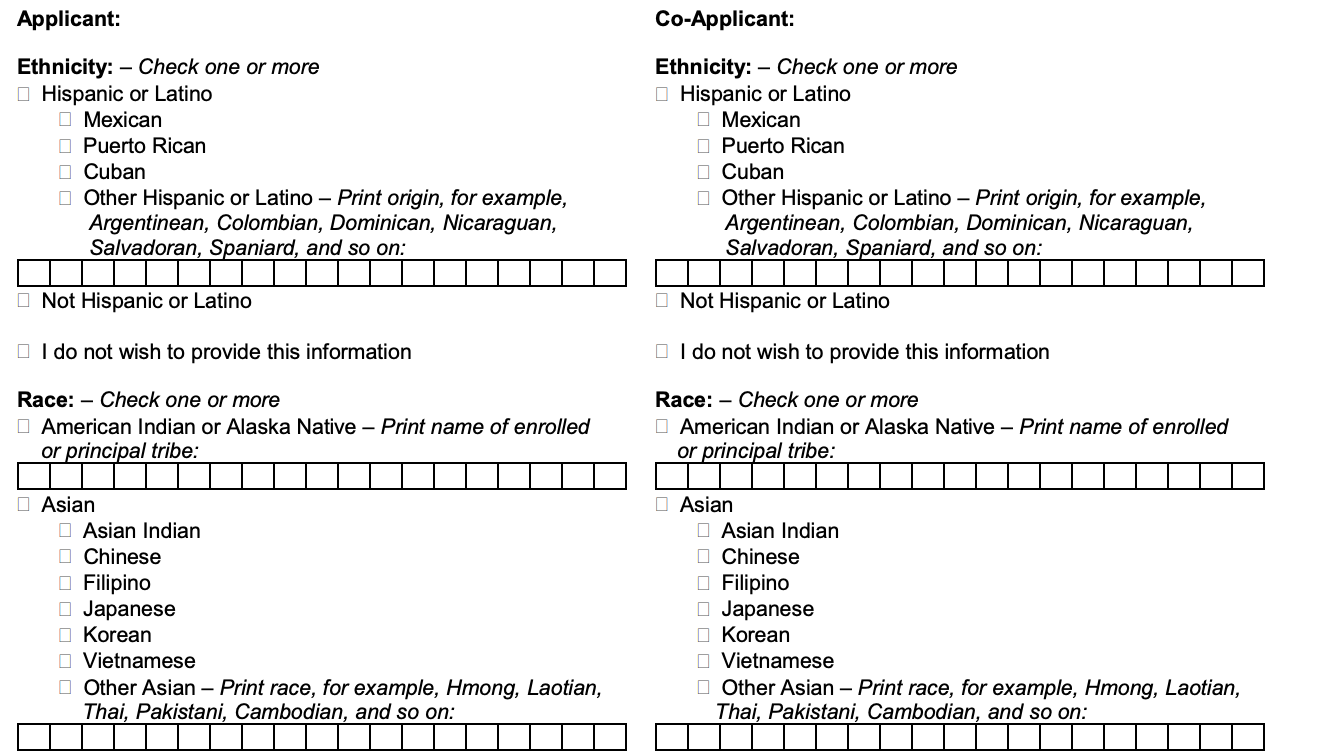 Applicant:
Ethnicity: – Check one or more
☐ Hispanic or Latino
☐ Mexican
☐ Puerto Rican
☐ Cuban
☐ Other Hispanic or Latino – Print origin, for example,
Argentinean, Colombian, Dominican, Nicaraguan,
Salvadoran, Spaniard, and so on:
☐ Not Hispanic or Latino
☐ I do not wish to provide this information
Race: – Check one or more
☐ American Indian or Alaska Native – Print name of enrolled
or principal tribe:
☐ Asian
☐ Asian Indian
☐ Chinese
☐ Filipino
☐ Japanese
☐ Korean
☐ Vietnamese
☐ Other Asian – Print race, for example, Hmong, Laotian,
Thai, Pakistani, Cambodian, and so on:
Co-Applicant:
Ethnicity: – Check one or more
☐ Hispanic or Latino
☐ Mexican
☐ Puerto Rican
☐ Cuban
☐ Other Hispanic or Latino – Print origin, for example,
Argentinean, Colombian, Dominican, Nicaraguan,
Salvadoran, Spaniard, and so on:
☐ Not Hispanic or Latino
☐ I do not wish to provide this information
Race: – Check one or more
☐ American Indian or Alaska Native – Print name of enrolled
or principal tribe:
☐ Asian
☐ Asian Indian
☐ Chinese
☐ Filipino
☐ Japanese
☐ Korean
☐ Vietnamese
☐ Other Asian – Print race, for example, Hmong, Laotian,
Thai, Pakistani, Cambodian, and so on: